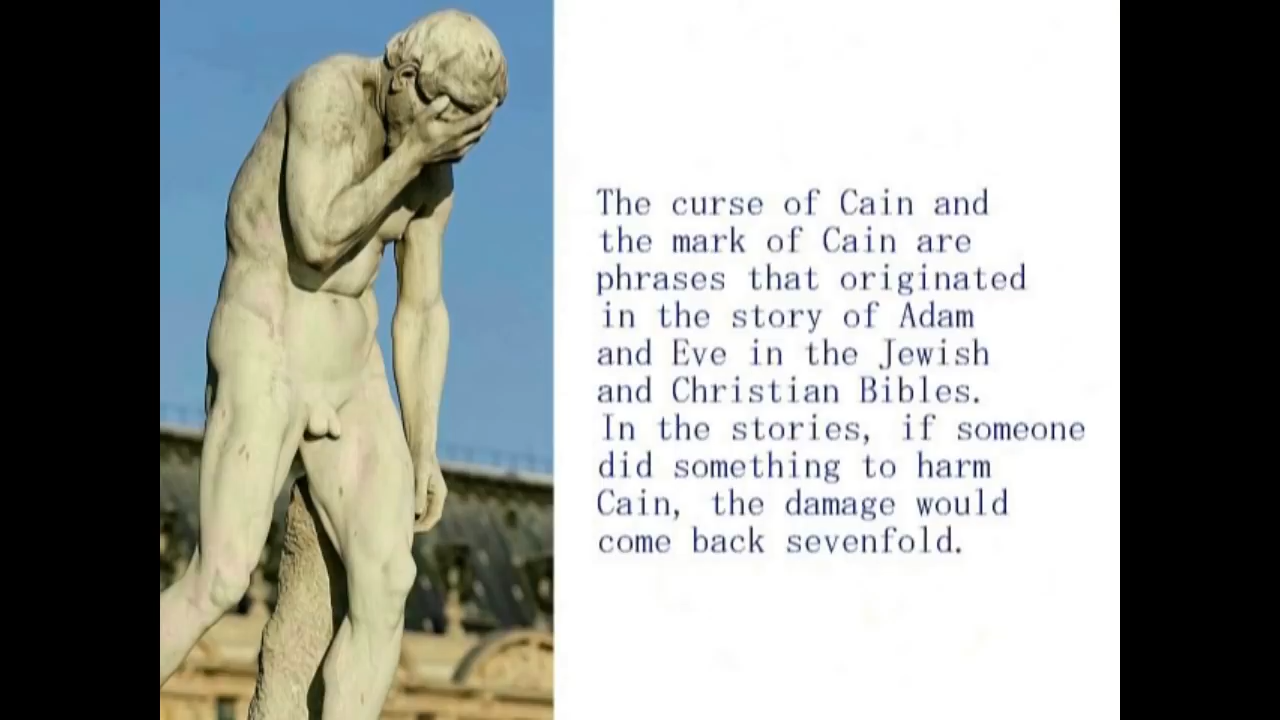 The curse of Cain and
the mark of Cain are
phrases that originated
in the story of Adam
and Eve in the Jewish
and Christian Bibles.
In the stories, if someone
did something to harm
Cain, the damage would
come back sevenfold.